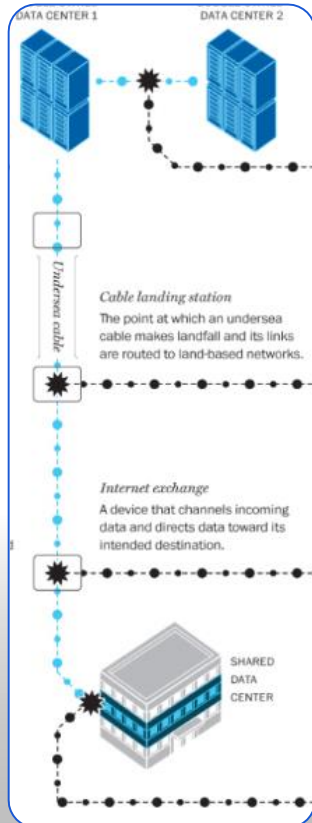 DATA CENTER 1
DATA CENTER 2
Undersea cable
Cable landing station
The point at which an undersea
cable makes landfall and its links
are routed to land-based networks.
Internet exchange
A device that channels incoming
data and directs data toward its
intended destination.
SHARED
DATA
CENTER